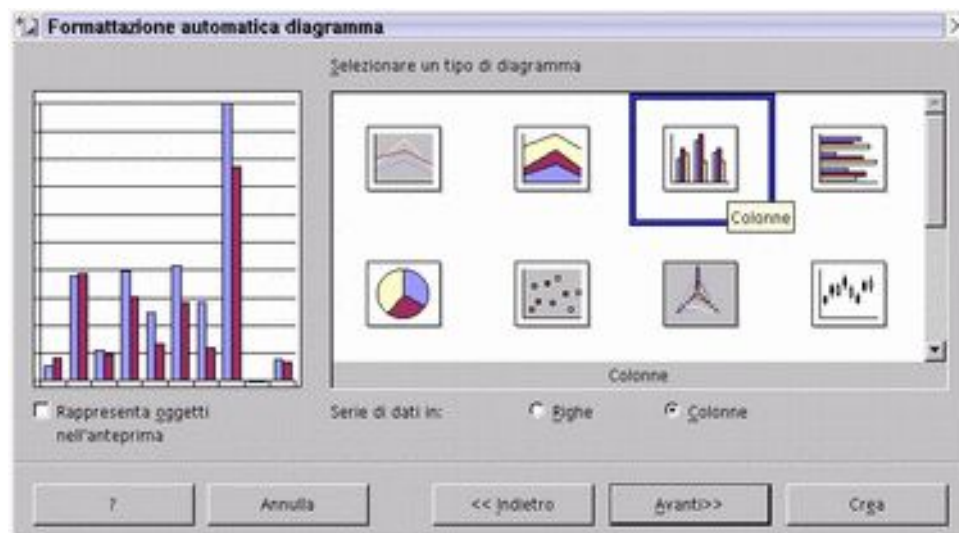 Formattazione automatica diagramma
Selezionare un tipo di diagramma
Colonne
Colonne
Rappresenta oggetti
nell'anteprima
Serie di dati in:
Righe
Colonne
?
Annulla
<< Indietro
Avanti>>
Crea